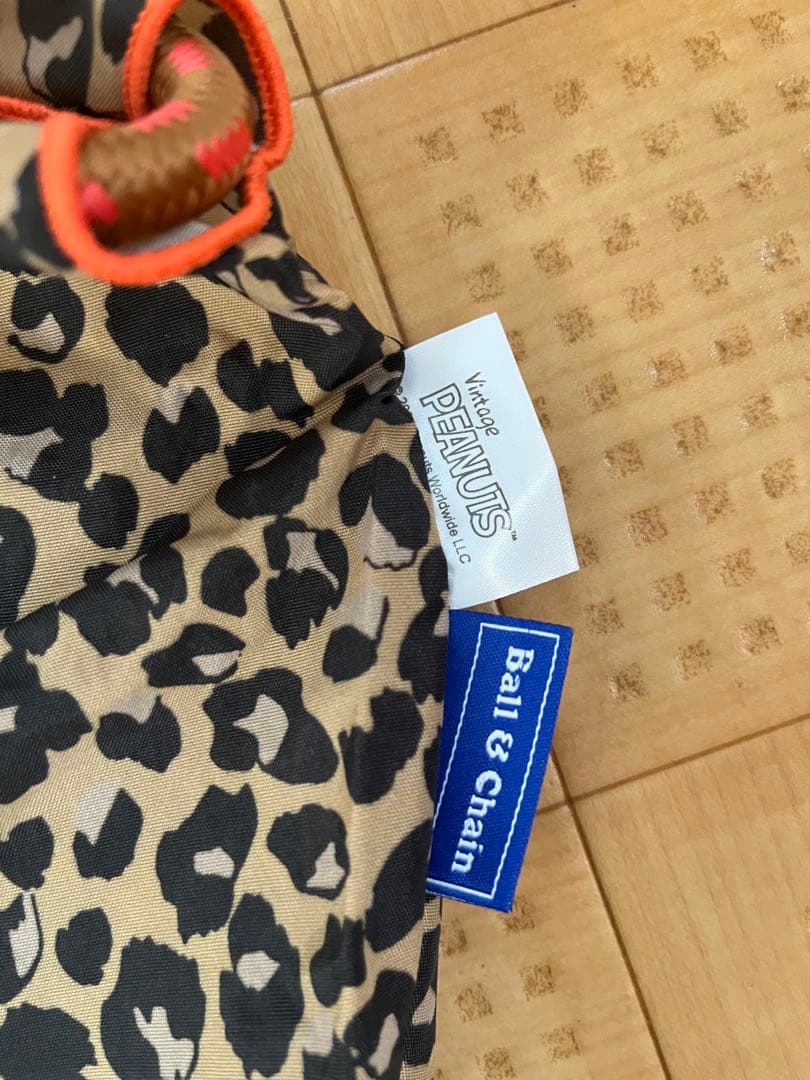 Vintage
PEANUTS™
Worldwide LLC
Ball & Chain